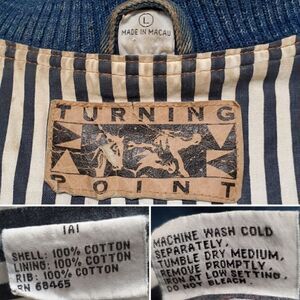 L
MADE IN MACAU
TURNING
POINT
IAI
SHELL: 100% COTTON
LINING: 100% COTTON
RIB: 100% COTTON
RN 68465
MACHINE WASH COLD
SEPARATELY,
TUMBLE DRY MEDIUM,
REMOVE PROMPTLY,
IRON AT LOW SETTING,
DO NOT BLEACH.